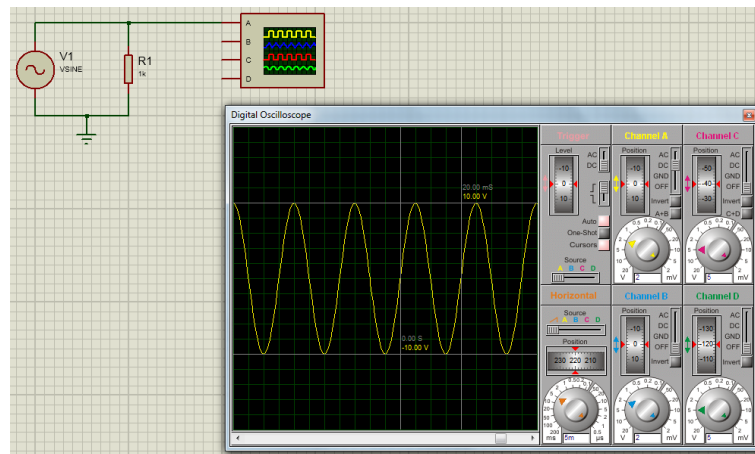 V1
VSINE
R1
1k
A
B
C
D
Digital Oscilloscope
20.00 mS
10.00 V
0.00 S
-10.00 V
Trigger
Level
-10
0
10
AC
DC
Auto
One-Shot
Cursors
Source
A B C D
Channel A
Position
-10
0
10
AC
DC
GND
OFF
Invert
A+B
V 2 mV
Channel C
Position
-50
-40
-30
AC
DC
GND
OFF
Invert
C+D
V 5 mV
Horizontal
Source
A B C D
Position
230 220 210
ms 5m µs
Channel B
Position
-10
0
10
AC
DC
GND
OFF
Invert
V 2 mV
Channel D
Position
-130
-120
-110
AC
DC
GND
OFF
Invert
V 5 mV